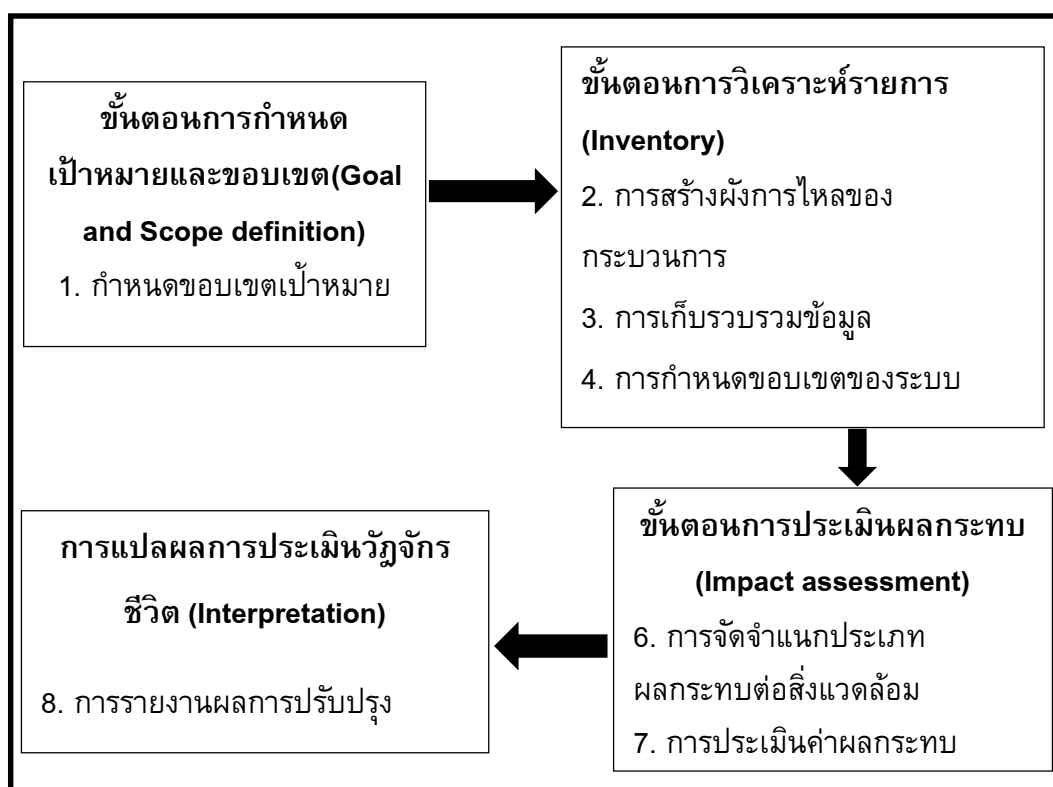 ขั้นตอนการกำหนด
เป้าหมายและขอบเขต(Goal
and Scope definition)
1. กำหนดขอบเขตเป้าหมาย
ขั้นตอนการวิเคราะห์รายการ
(Inventory)
2. การสร้างผังการไหลของ
กระบวนการ
3. การเก็บรวบรวมข้อมูล
4. การกำหนดขอบเขตของระบบ
ขั้นตอนการประเมินผลกระทบ
(Impact assessment)
6. การจัดจำแนกประเภท
ผลกระทบต่อสิ่งแวดล้อม
7. การประเมินค่าผลกระทบ
การแปลผลการประเมินวัฏจักร
ชีวิต (Interpretation)
8. การรายงานผลการปรับปรุง